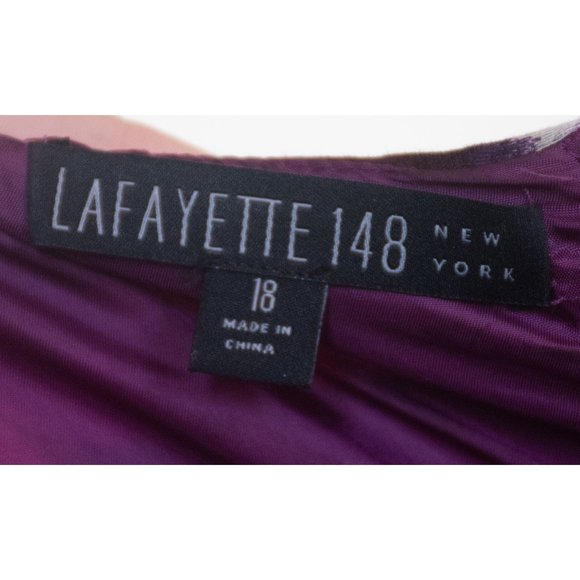 LAFAYETTE 148 NEW YORK
18
MADE IN
CHINA